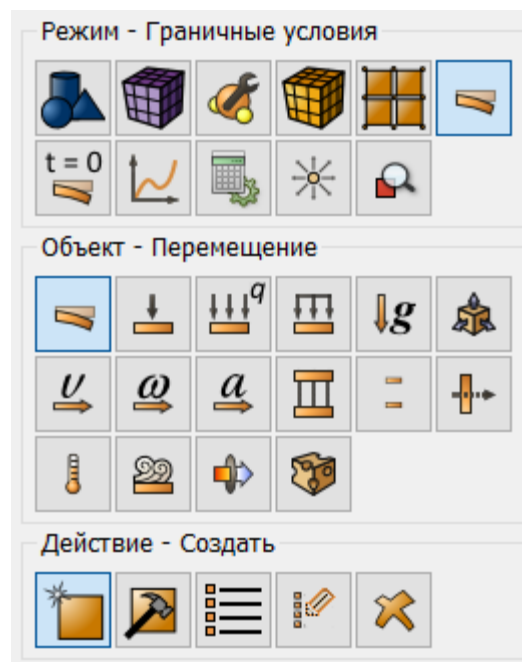 Режим - Граничные условия
t = 0
Объект - Перемещение
q
g
υ ω a
Действие - Создать